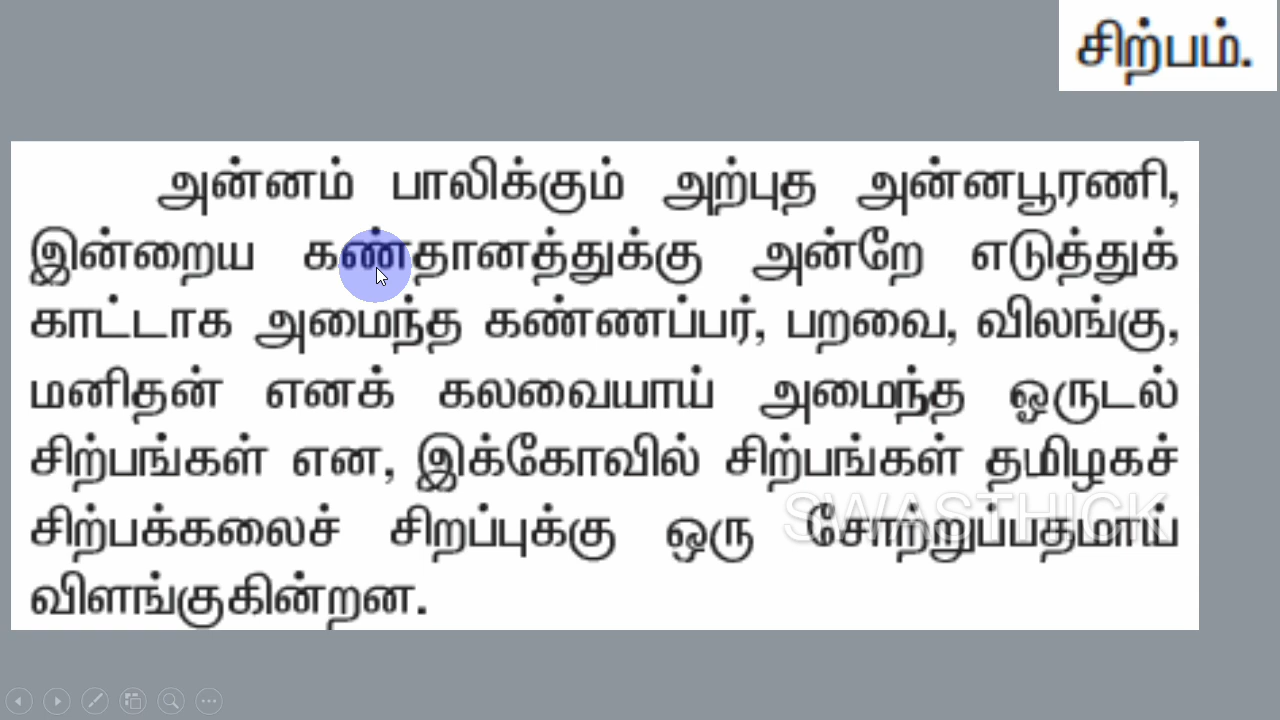 சிற்பம்.
அன்னம் பாலிக்கும் அற்புத அன்னபூரணி,
இன்றைய கண்தானத்துக்கு அன்றே எடுத்துக்
காட்டாக அமைந்த கண்ணப்பர், பறவை, விலங்கு,
மனிதன் எனக் கலவையாய் அமைந்த ஓருடல்
சிற்பங்கள் என, இக்கோவில் சிற்பங்கள் தமிழகச்
சிற்பக்கலைச் சிறப்புக்கு ஒரு சோற்றுப்பதமாய்
SWASTHICK
விளங்குகின்றன.